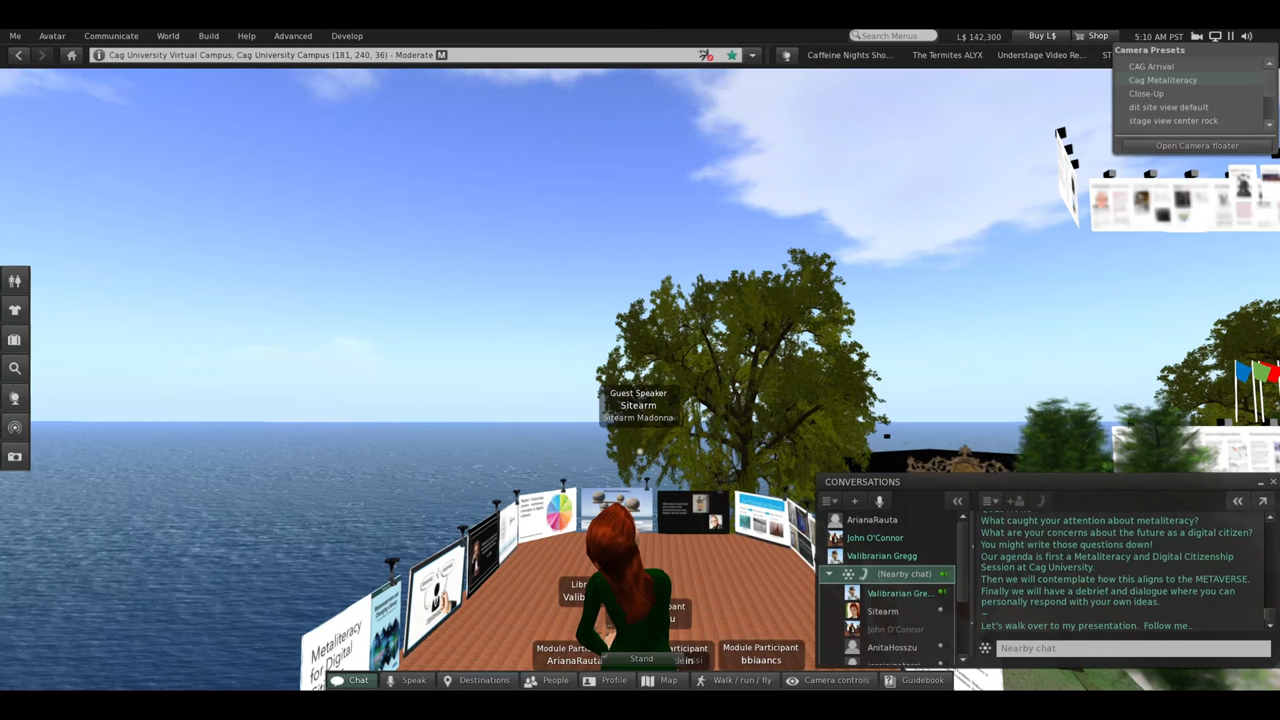 Me Avatar Communicate World Build Help Advanced Develop
Search Menus
L$ 142,300
Buy L$
Shop
5:10 AM PST
Cag University Virtual Campus, Cag University Campus (181, 240, 36) - Moderate M
Caffeine Nights Sho...
The Termites ALYX
Understage Video Re...
Camera Presets
CAG Arrival
Cag Metaliteracy
Close-Up
dit site view default
stage view center rock
Open Camera floater
Guest Speaker
Sitearm
Sitearm Madonna
Metaliteracy
for Digital
Module Participant
ArianaRauta
Module Participant
bbiaancs
Stand
CONVERSATIONS
ArianaRauta
John O'Connor
Valibrarian Gregg
(Nearby chat)
Valibrarian Gre...
Sitearm
John O'Connor
AnitaHosszu
What caught your attention about metaliteracy?
What are your concerns about the future as a digital citizen?
You might write those questions down!
Our agenda is first a Metaliteracy and Digital Citizenship
Session at Cag University.
Then we will contemplate how this aligns to the METAVERSE.
Finally we will have a debrief and dialogue where you can
personally respond with your own ideas.
Let's walk over to my presentation. Follow me..
Nearby chat
Chat
Speak
Destinations
People
Profile
Map
Walk / run / fly
Camera controls
Guidebook